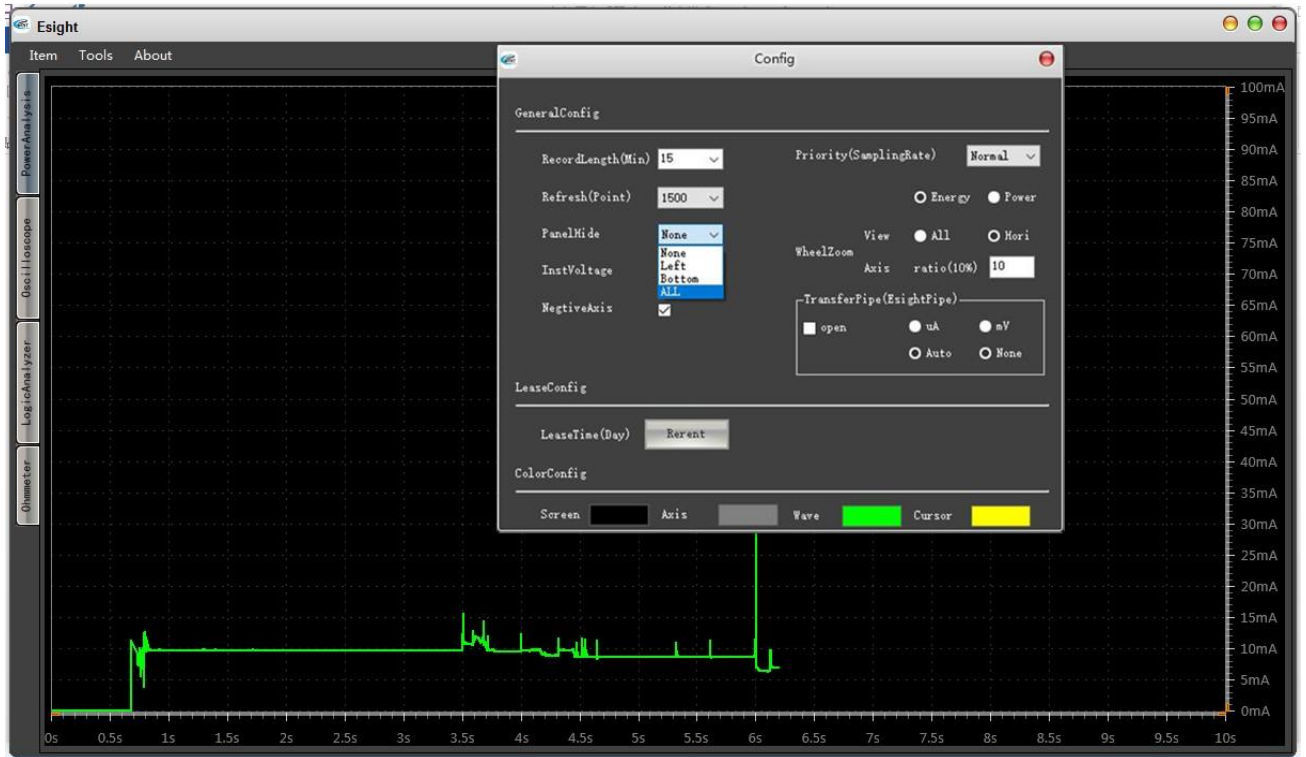 Esight
Item Tools About
Config
GeneralConfig
RecordLength(Min) 15
Priority(SamplingRate) Normal
Refresh(Point) 1500
Energy Power
PanelHide None
None
Left
Bottom
ALL
View All Hori
WheelZoom
Axis ratio(10%) 10
InstVoltage
NegtiveAxis
TransferPipe(EsightPipe)
open uA mV
Auto None
LeaseConfig
LeaseTime(Day) Rerent
ColorConfig
Screen Axis Wave Cursor
PowerAnalysis
Oscilloscope
LogicAnalyzer
Ohmmeter
100mA
95mA
90mA
85mA
80mA
75mA
70mA
65mA
60mA
55mA
50mA
45mA
40mA
35mA
30mA
25mA
20mA
15mA
10mA
5mA
0mA
0s 0.5s 1s 1.5s 2s 2.5s 3s 3.5s 4s 4.5s 5s 5.5s 6s 6.5s 7s 7.5s 8s 8.5s 9s 9.5s 10s